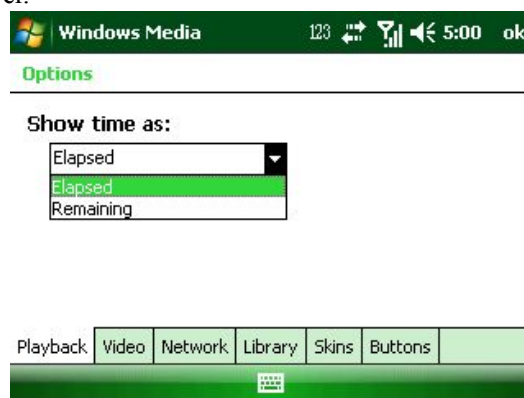 er.
Windows Media 123 5:00 ok
Options
Show time as:
Elapsed
Elapsed
Remaining
Playback Video Network Library Skins Buttons